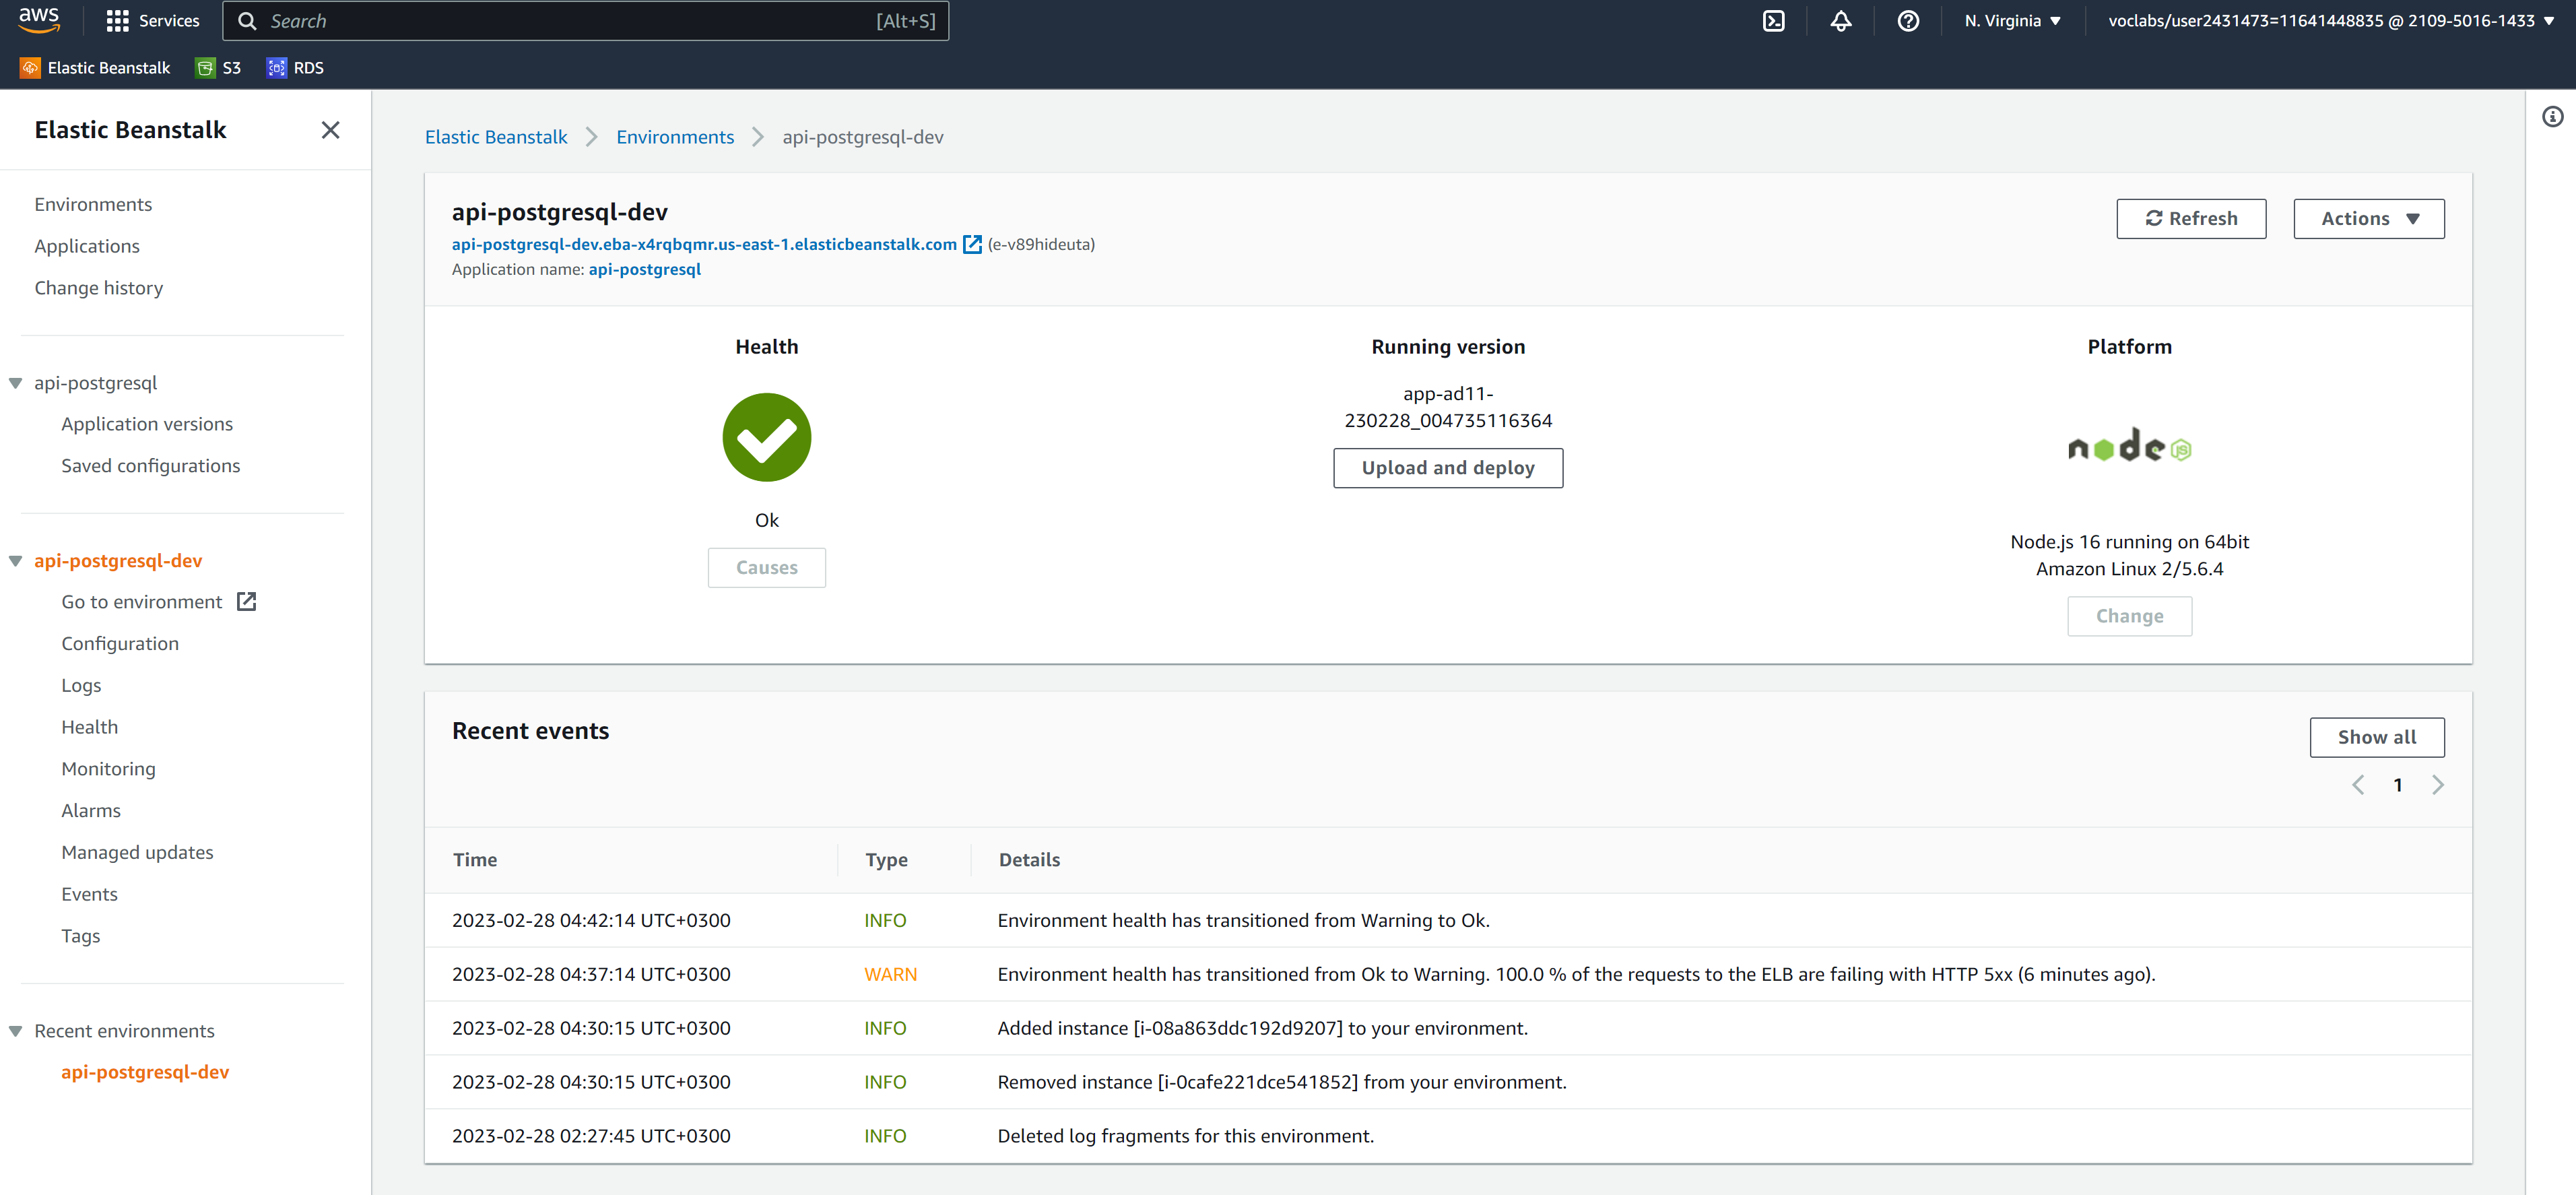 aws
Services
Search
[Alt+S]
N. Virginia
voclabs/user2431473=11641448835 @ 2109-5016-1433
Elastic Beanstalk
S3
RDS
Elastic Beanstalk
Environments
Applications
Change history
api-postgresql
Application versions
Saved configurations
api-postgresql-dev
Go to environment
Configuration
Logs
Health
Monitoring
Alarms
Managed updates
Events
Tags
Recent environments
api-postgresql-dev
Elastic Beanstalk
Environments
api-postgresql-dev
api-postgresql-dev
api-postgresql-dev.eba-x4rqbqmr.us-east-1.elasticbeanstalk.com (e-v89hideuta)
Application name: api-postgresql
Refresh
Actions
Health
Ok
Causes
Running version
app-ad11-
230228_004735116364
Upload and deploy
Platform
node JS
Node.js 16 running on 64bit
Amazon Linux 2/5.6.4
Change
Recent events
Show all
1
Time Type Details
2023-02-28 04:42:14 UTC+0300 INFO Environment health has transitioned from Warning to Ok.
2023-02-28 04:37:14 UTC+0300 WARN Environment health has transitioned from Ok to Warning. 100.0 % of the requests to the ELB are failing with HTTP 5xx (6 minutes ago).
2023-02-28 04:30:15 UTC+0300 INFO Added instance [i-08a863ddc192d9207] to your environment.
2023-02-28 04:30:15 UTC+0300 INFO Removed instance [i-0cafe221dce541852] from your environment.
2023-02-28 02:27:45 UTC+0300 INFO Deleted log fragments for this environment.